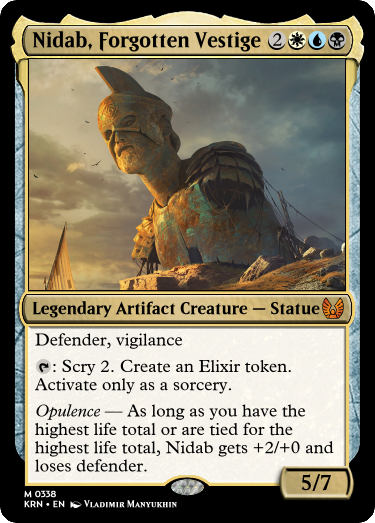 Nidab, Forgotten Vestige 2
Legendary Artifact Creature — Statue
Defender, vigilance
: Scry 2. Create an Elixir token.
Activate only as a sorcery.
Opulence — As long as you have the
highest life total or are tied for the
highest life total, Nidab gets +2/+0 and
loses defender.
5/7
M 0338
KRN • EN Vladimir Manyukhin